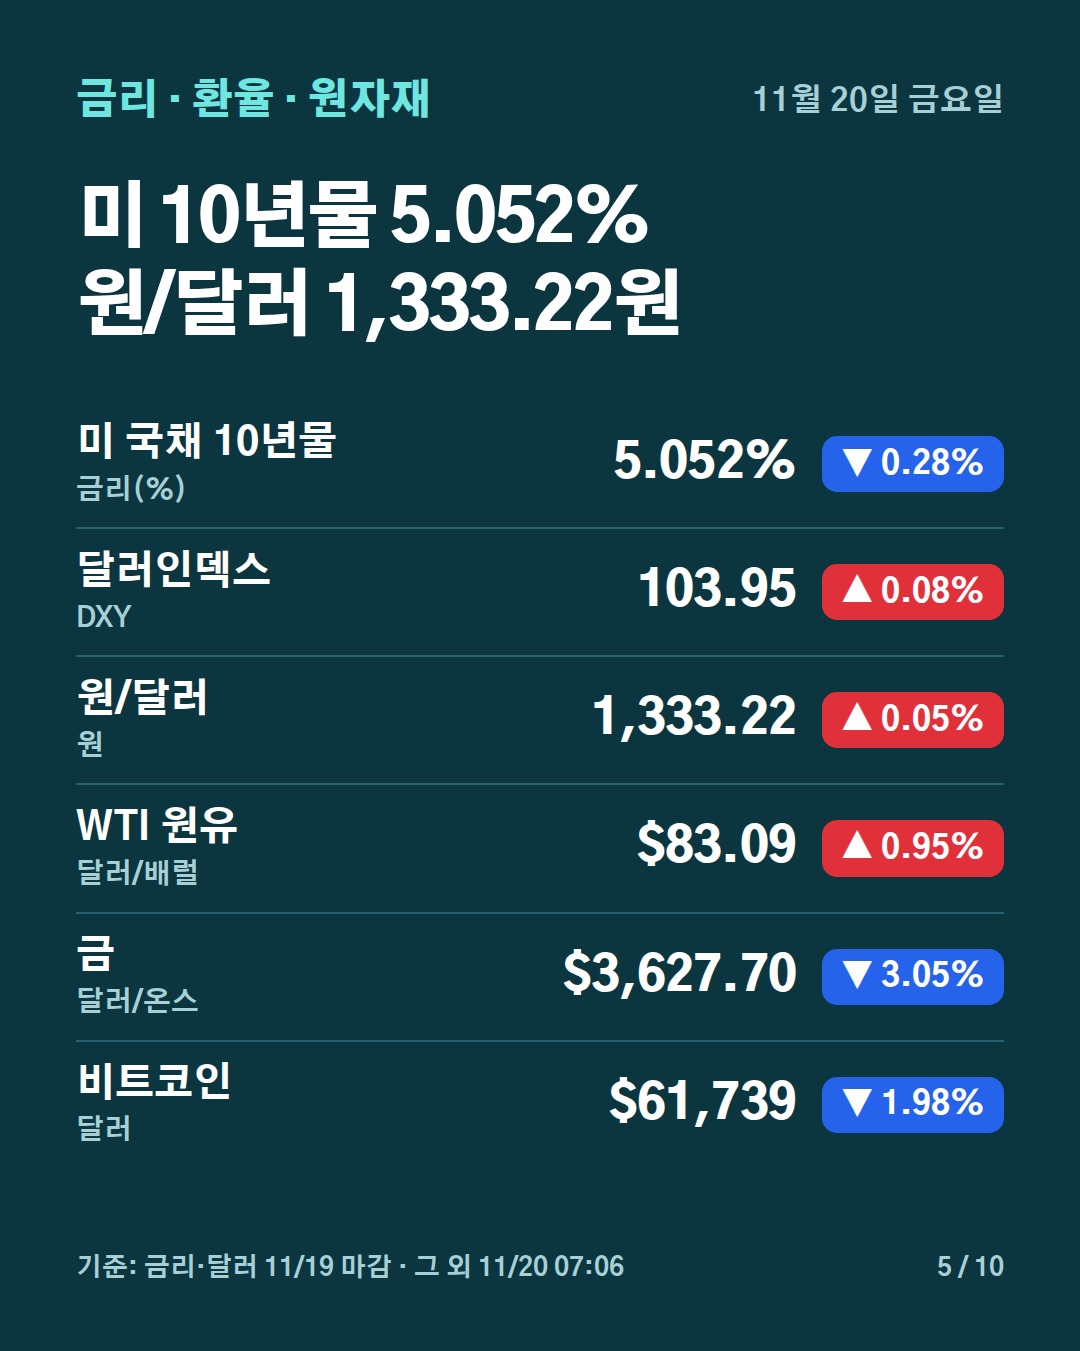 금리 · 환율 · 원자재
11월 20일 금요일
미 10년물 5.052%
원/달러 1,333.22원
미 국채 10년물
금리(%)
5.052%
▼ 0.28%
달러인덱스
DXY
103.95
▲ 0.08%
원/달러
원
1,333.22
▲ 0.05%
WTI 원유
달러/배럴
$83.09
▲ 0.95%
금
달러/온스
$3,627.70
▼ 3.05%
비트코인
달러
$61,739
▼ 1.98%
기준: 금리·달러 11/19 마감 · 그 외 11/20 07:06
5 / 10